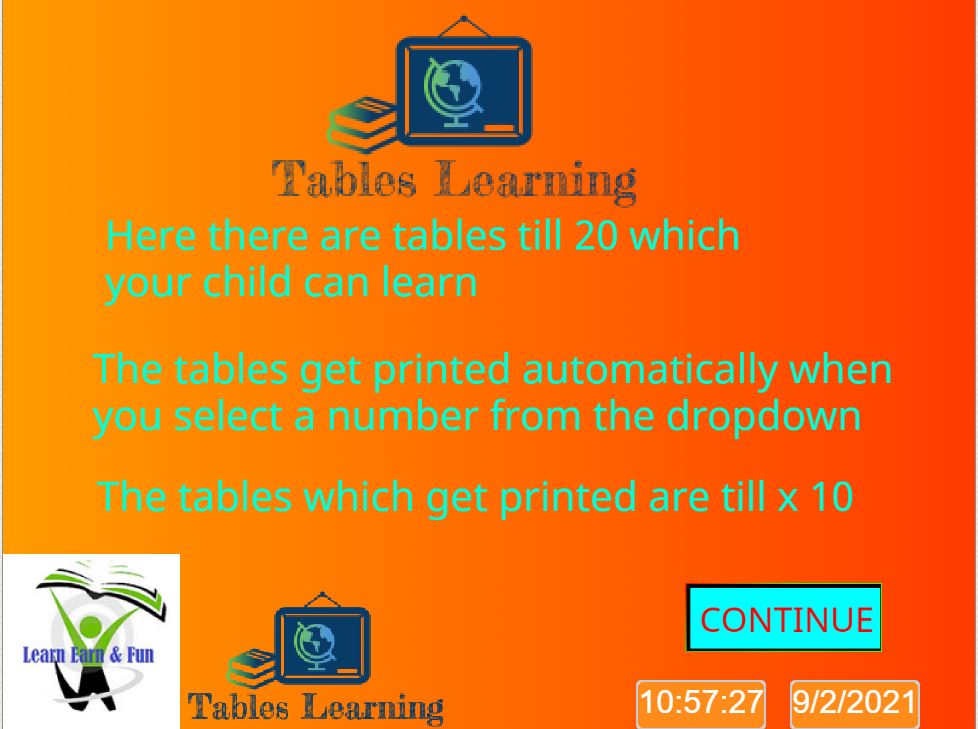 Tables Learning
Here there are tables till 20 which
your child can learn
The tables get printed automatically when
you select a number from the dropdown
The tables which get printed are till x 10
CONTINUE
Learn Earn & Fun
Tables Learning
10:57:27
9/2/2021